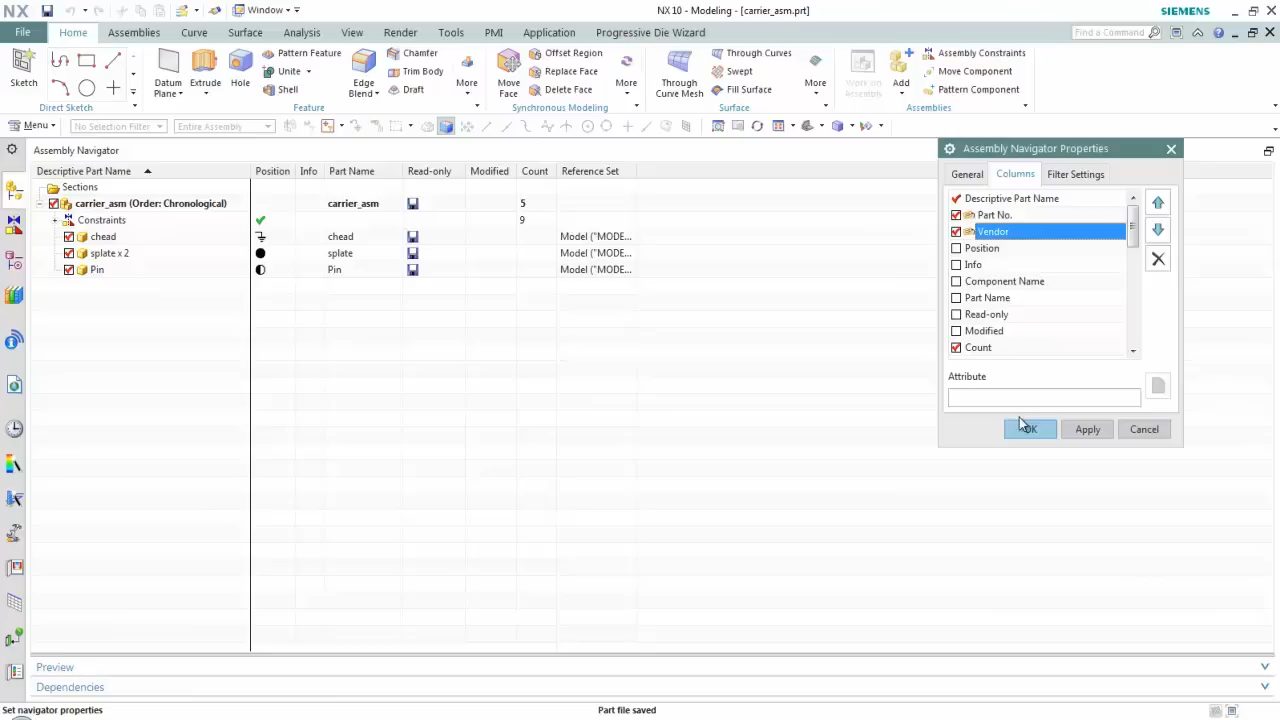 NX
Window
NX 10 - Modeling - [carrier_asm.prt]
SIEMENS
File Home Assemblies Curve Surface Analysis View Render Tools PMI Application Progressive Die Wizard
Find a Command
Sketch
Direct Sketch
Datum Plane
Extrude
Hole
Pattern Feature
Unite
Shell
Edge Blend
Chamfer
Trim Body
Draft
More
Feature
Move Face
Offset Region
Replace Face
Delete Face
More
Synchronous Modeling
Through Curve Mesh
Through Curves
Swept
Fill Surface
More
Surface
Work on Assembly
Add
Assembly Constraints
Move Component
Pattern Component
Assemblies
Menu
No Selection Filter
Entire Assembly
Assembly Navigator
Descriptive Part Name Position Info Part Name Read-only Modified Count Reference Set
Sections
carrier_asm (Order: Chronological) carrier_asm 5
Constraints 9
chead chead Model ("MODE...
splate x 2 splate Model ("MODE...
Pin Pin Model ("MODE...
Assembly Navigator Properties
General Columns Filter Settings
Descriptive Part Name
Part No.
Vendor
Position
Info
Component Name
Part Name
Read-only
Modified
Count
Attribute
OK Apply Cancel
Preview
Dependencies
Set navigator properties
Part file saved